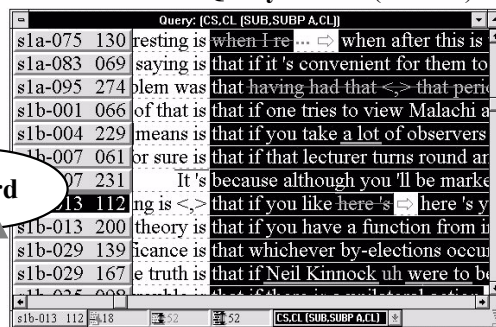 Query: (CS,CL (SUB,SUBP A,CL))
s1a-075 130 resting is when I re ... ⇨ when after this is
s1a-083 069 saying is that if it 's convenient for them to
s1a-095 274 blem was that having had that <,> that peri
s1b-001 066 of that is that if one tries to view Malachi a
s1b-004 229 means is that if you take a lot of observers
007 061 or sure is that if that lecturer turns round an
07 231 It 's because although you 'll be marke
rd
013 112 ng is <,> that if you like here 's ⇨ here 's y
s1b-013 200 theory is that if you have a function from i
s1b-029 139 ficance is that whichever by-elections occu
s1b-029 167 e truth is that if Neil Kinnock uh were to be
s1b-013 112 18 52 52 CS,CL (SUB,SUBP A,CL)